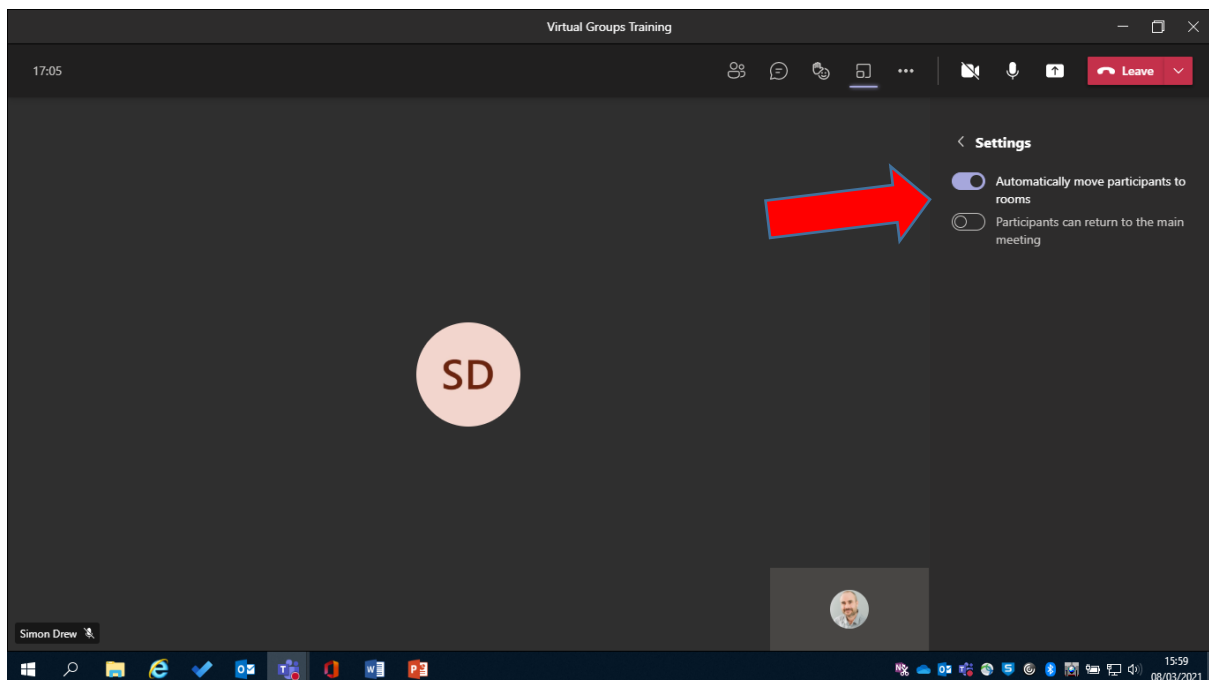 Virtual Groups Training
17:05
Leave
Settings
Automatically move participants to
rooms
Participants can return to the main
meeting
SD
Simon Drew
15:59
08/03/2021